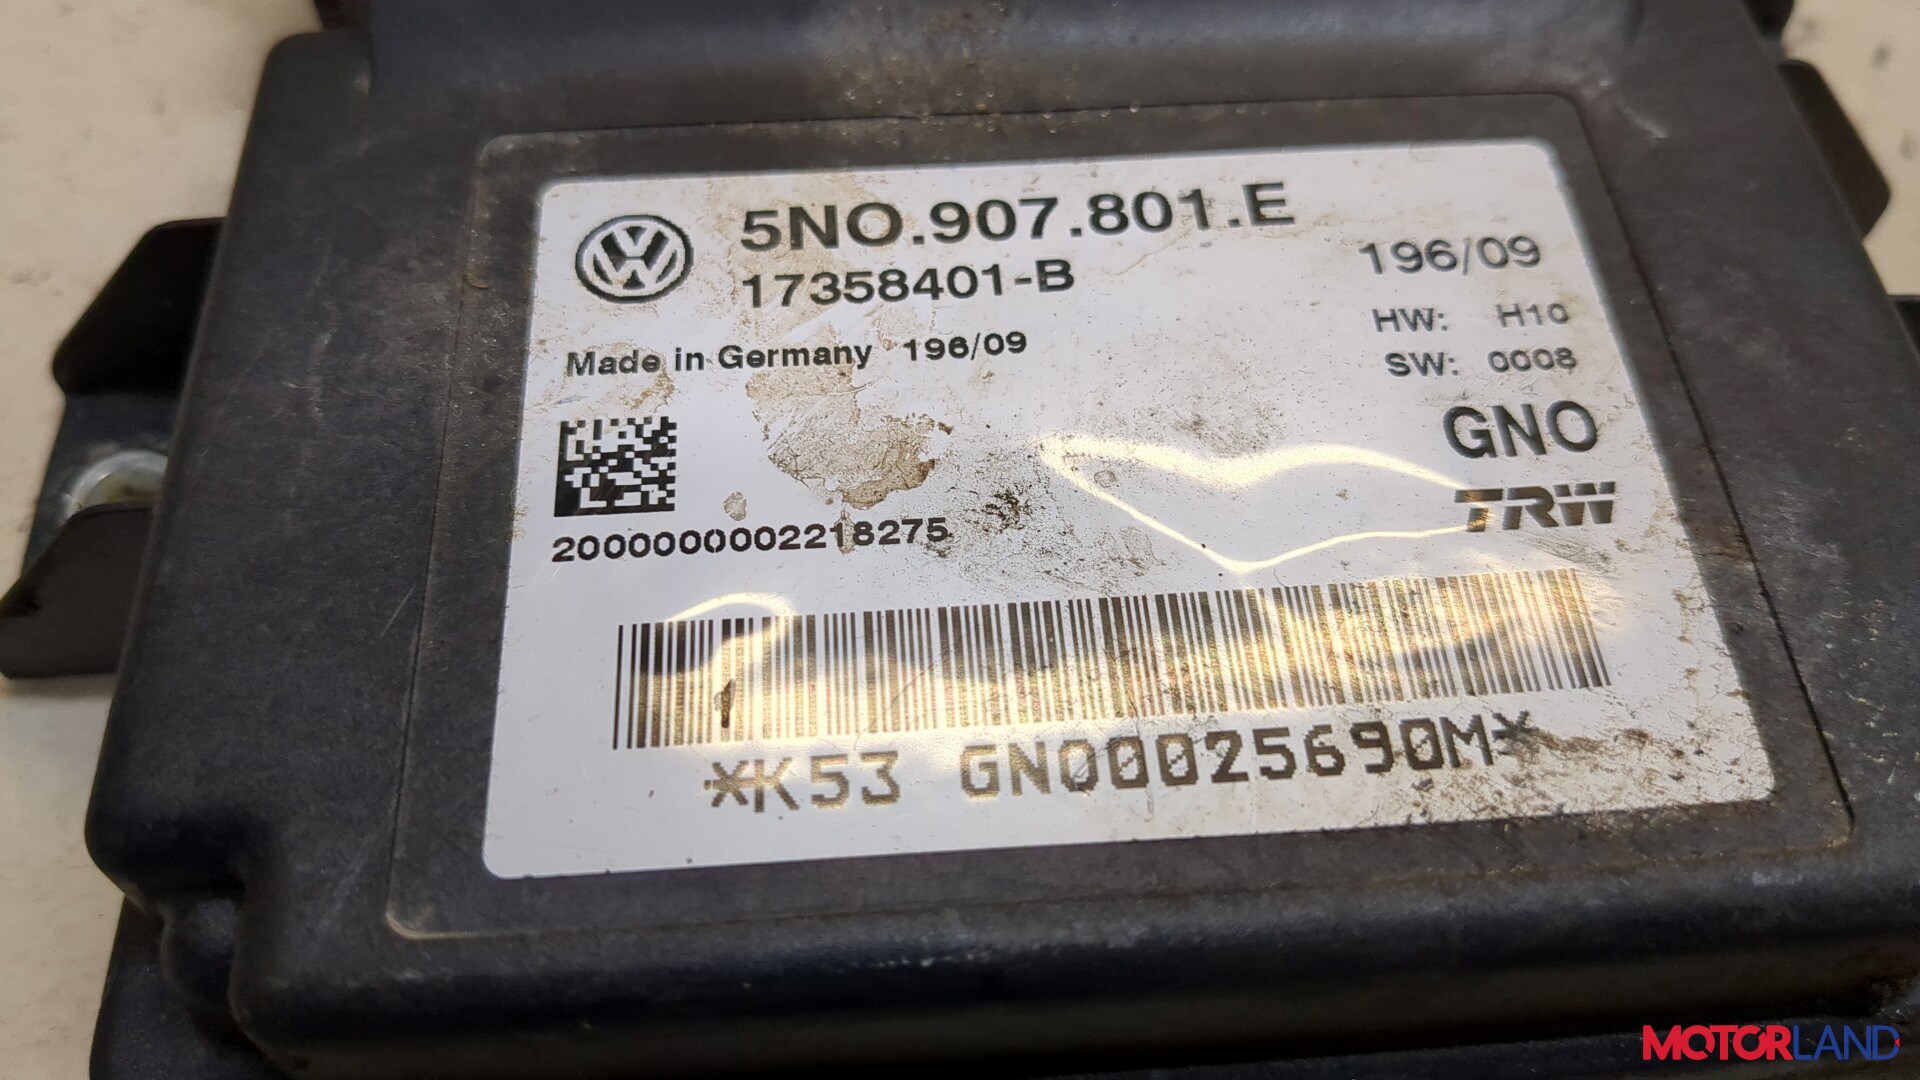 5NO.907.801.E
17358401-B
196/09
Made in Germany 196/09
HW: H10
SW: 0008
GNO
TRW
2000000002218275
*K53 GNO00025690M*
MOTORLAND